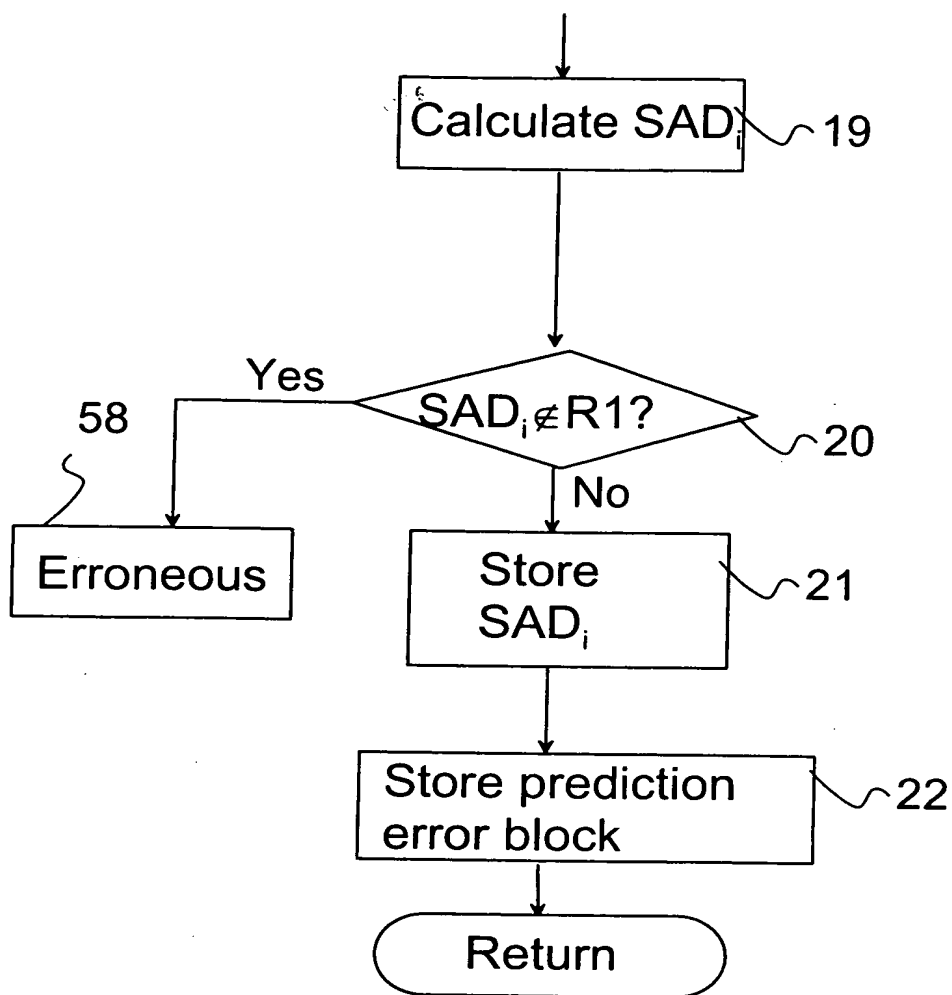 Calculate SADᵢ
19
Yes
SADᵢ∉R1?
20
58
No
Erroneous
Store
SADᵢ
21
Store prediction
error block
22
Return